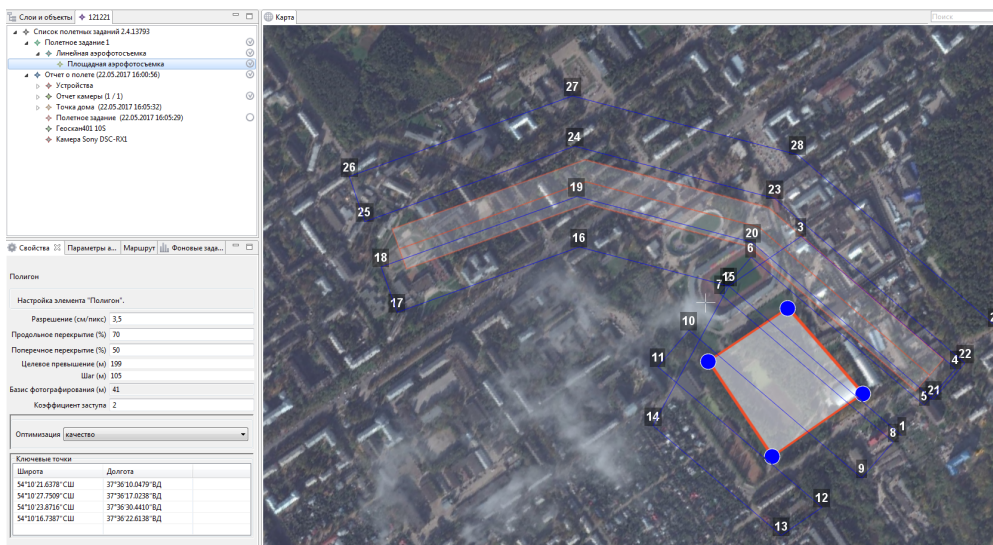 Слои и объекты 121221
Список полетных заданий 2.4.13793
Полетное задание 1
Линейная аэрофотосъемка
Площадная аэрофотосъемка
Отчет о полете (22.05.2017 16:00:56)
Устройства
Отчет камеры (1 / 1)
Точка дома (22.05.2017 16:05:32)
Полетное задание (22.05.2017 16:05:29)
Геоскан401 105
Камера Sony DSC-RX1
Свойства Параметры а... Маршрут Фоновые зада...
Полигон
Настройка элемента "Полигон".
Разрешение (см/пикс) 3,5
Продольное перекрытие (%) 70
Поперечное перекрытие (%) 50
Целевое превышение (м) 199
Шаг (м) 105
Базис фотографирования (м) 41
Коэффициент заступа 2
Оптимизация качество
Ключевые точки
Широта Долгота
54°10'21.6378"СШ 37°36'10.0479"ВД
54°10'27.7509"СШ 37°36'17.0238"ВД
54°10'23.8716"СШ 37°36'30.4410"ВД
54°10'16.7387"СШ 37°36'22.6138"ВД
Карта Поиск
27
24
28
26
19
23
25
3
20
16
6
18
15
7
17
10
11
4
22
21
5
14
1
8
9
12
13